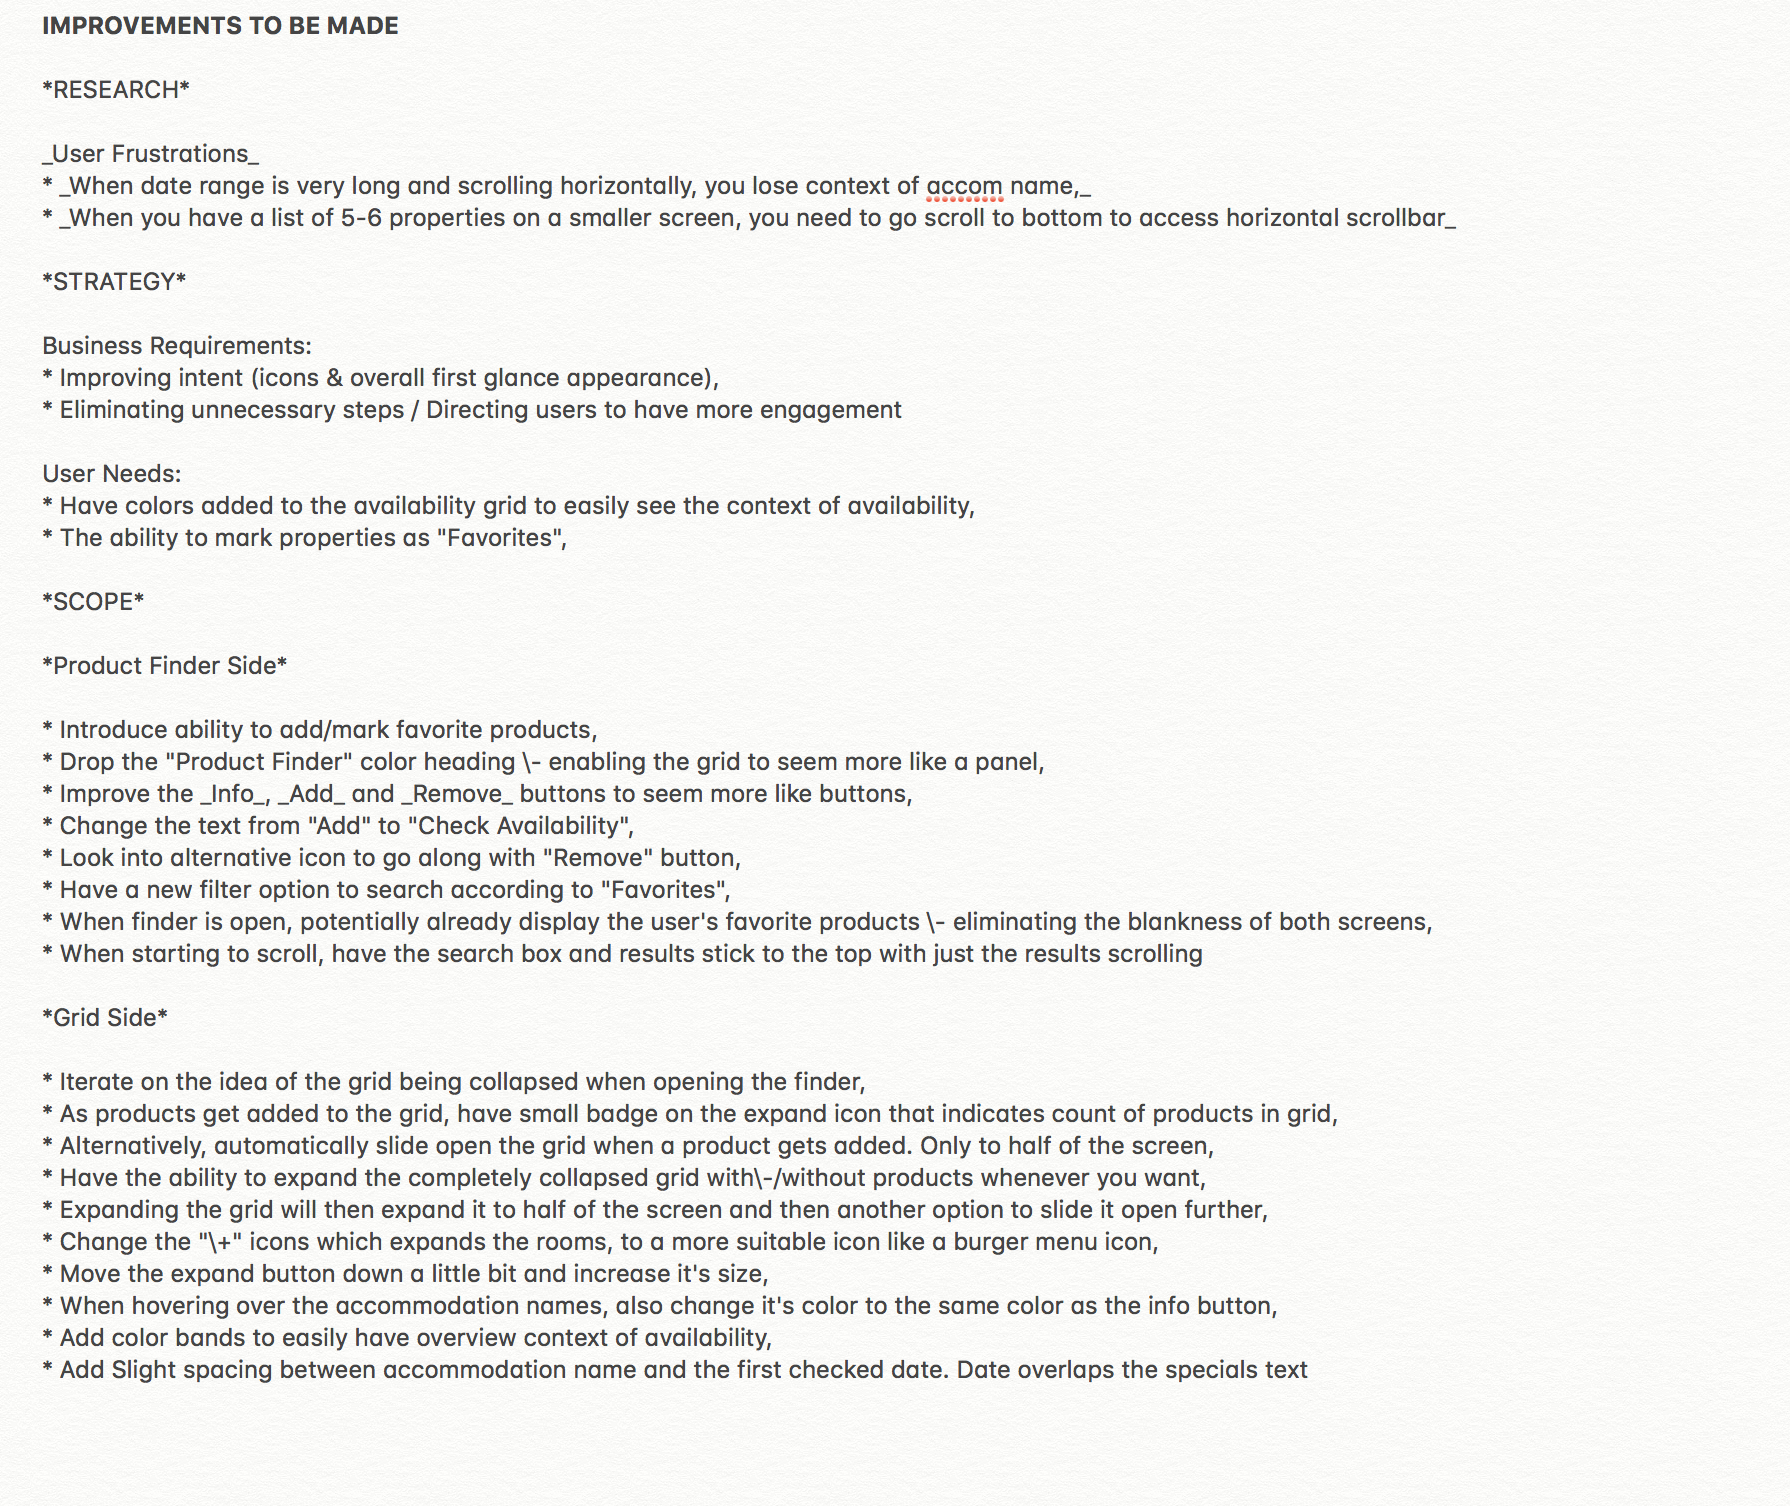 IMPROVEMENTS TO BE MADE
*RESEARCH*
_User Frustrations_
* _When date range is very long and scrolling horizontally, you lose context of accom name,_
* _When you have a list of 5-6 properties on a smaller screen, you need to go scroll to bottom to access horizontal scrollbar_
*STRATEGY*
Business Requirements:
* Improving intent (icons & overall first glance appearance),
* Eliminating unnecessary steps / Directing users to have more engagement
User Needs:
* Have colors added to the availability grid to easily see the context of availability,
* The ability to mark properties as "Favorites",
*SCOPE*
*Product Finder Side*
* Introduce ability to add/mark favorite products,
* Drop the "Product Finder" color heading \- enabling the grid to seem more like a panel,
* Improve the _Info_, _Add_ and _Remove_ buttons to seem more like buttons,
* Change the text from "Add" to "Check Availability",
* Look into alternative icon to go along with "Remove" button,
* Have a new filter option to search according to "Favorites",
* When finder is open, potentially already display the user's favorite products \- eliminating the blankness of both screens,
* When starting to scroll, have the search box and results stick to the top with just the results scrolling
*Grid Side*
* Iterate on the idea of the grid being collapsed when opening the finder,
* As products get added to the grid, have small badge on the expand icon that indicates count of products in grid,
* Alternatively, automatically slide open the grid when a product gets added. Only to half of the screen,
* Have the ability to expand the completely collapsed grid with\-/without products whenever you want,
* Expanding the grid will then expand it to half of the screen and then another option to slide it open further,
* Change the "\+" icons which expands the rooms, to a more suitable icon like a burger menu icon,
* Move the expand button down a little bit and increase it's size,
* When hovering over the accommodation names, also change it's color to the same color as the info button,
* Add color bands to easily have overview context of availability,
* Add Slight spacing between accommodation name and the first checked date. Date overlaps the specials text